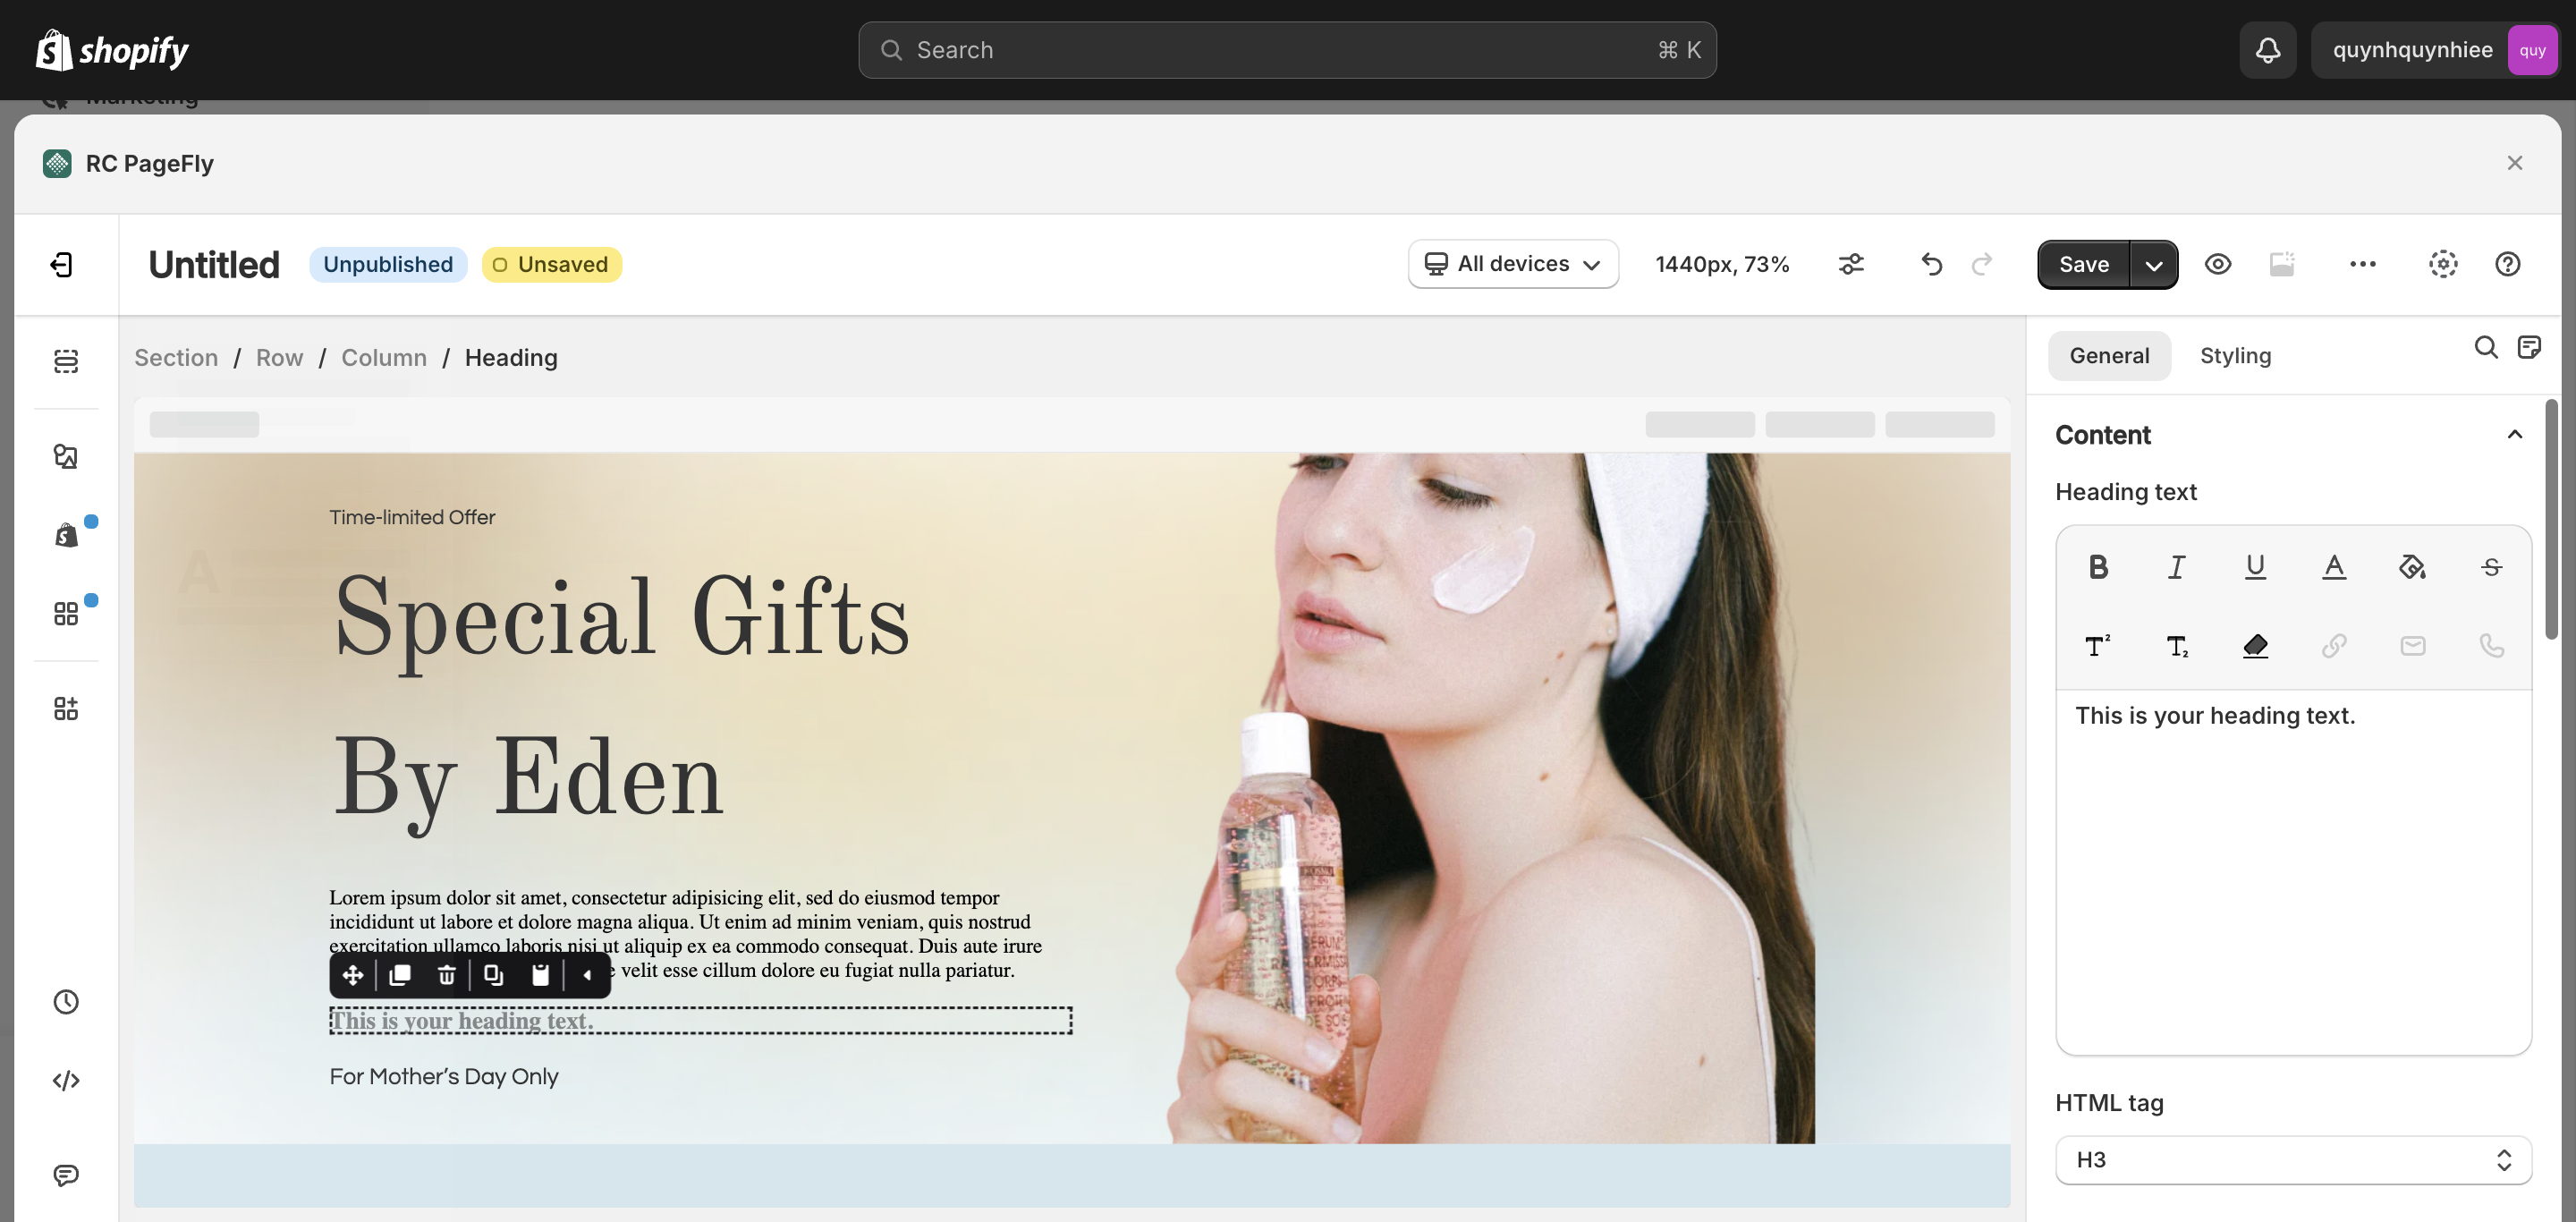 shopify
Search
⌘ K
quynhquynhiee
quy
Marketing
RC PageFly
Untitled
Unpublished
Unsaved
All devices
1440px, 73%
Save
Section / Row / Column / Heading
General
Styling
Content
Heading text
This is your heading text.
HTML tag
H3
Time-limited Offer
Special Gifts
By Eden
Lorem ipsum dolor sit amet, consectetur adipisicing elit, sed do eiusmod tempor
incididunt ut labore et dolore magna aliqua. Ut enim ad minim veniam, quis nostrud
exercitation ullamco laboris nisi ut aliquip ex ea commodo consequat. Duis aute irure
velit esse cillum dolore eu fugiat nulla pariatur.
This is your heading text.
For Mother’s Day Only